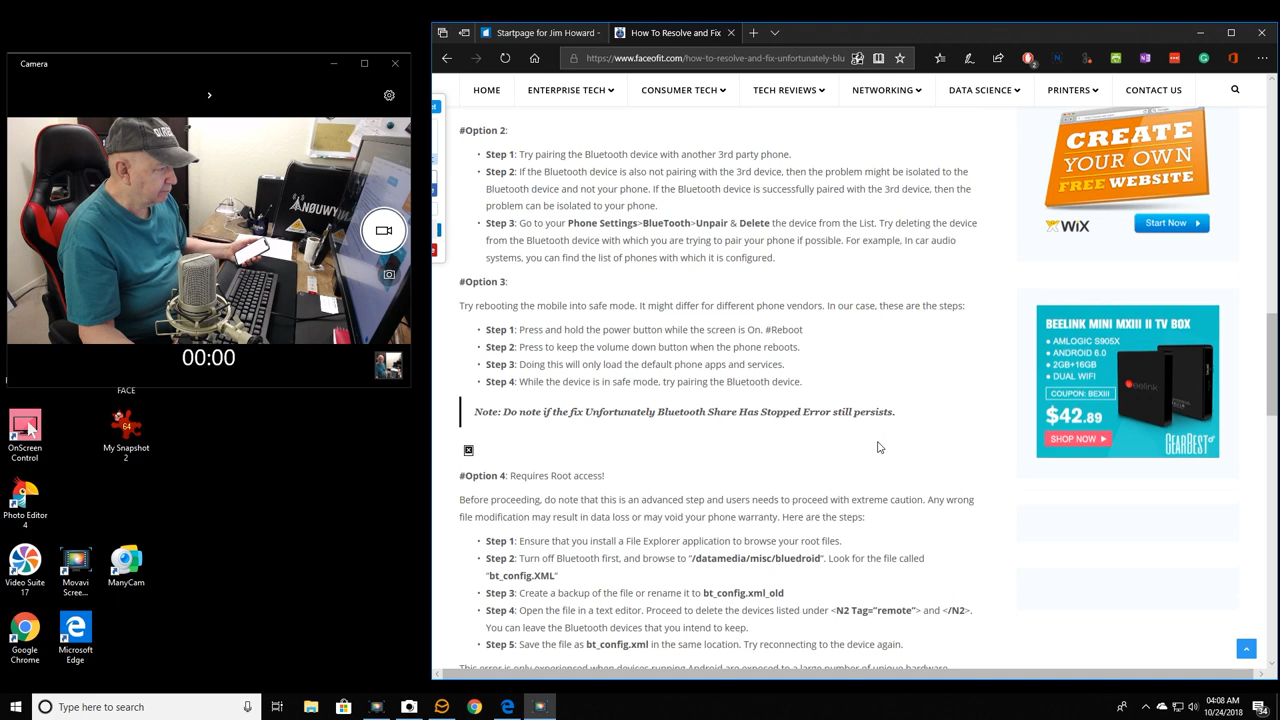 Camera
00:00
FACE
OnScreen
Control
My Snapshot
2
Photo Editor
4
Video Suite
17
Movavi
Scree...
ManyCam
Google
Chrome
Microsoft
Edge
Startpage for Jim Howard -
How To Resolve and Fix
https://www.faceofit.com/how-to-resolve-and-fix-unfortunately-blu
HOME
ENTERPRISE TECH
CONSUMER TECH
TECH REVIEWS
NETWORKING
DATA SCIENCE
PRINTERS
CONTACT US
#Option 2:
• Step 1: Try pairing the Bluetooth device with another 3rd party phone.
• Step 2: If the Bluetooth device is also not pairing with the 3rd device, then the problem might be isolated to the
Bluetooth device and not your phone. If the Bluetooth device is successfully paired with the 3rd device, then the
problem can be isolated to your phone.
• Step 3: Go to your Phone Settings>BlueTooth>Unpair & Delete the device from the List. Try deleting the device
from the Bluetooth device with which you are trying to pair your phone if possible. For example, In car audio
systems, you can find the list of phones with which it is configured.
#Option 3:
Try rebooting the mobile into safe mode. It might differ for different phone vendors. In our case, these are the steps:
• Step 1: Press and hold the power button while the screen is On. #Reboot
• Step 2: Press to keep the volume down button when the phone reboots.
• Step 3: Doing this will only load the default phone apps and services.
• Step 4: While the device is in safe mode, try pairing the Bluetooth device.
Note: Do note if the fix Unfortunately Bluetooth Share Has Stopped Error still persists.
#Option 4: Requires Root access!
Before proceeding, do note that this is an advanced step and users needs to proceed with extreme caution. Any wrong
file modification may result in data loss or may void your phone warranty. Here are the steps:
• Step 1: Ensure that you install a File Explorer application to browse your root files.
• Step 2: Turn off Bluetooth first, and browse to "/datamedia/misc/bluedroid". Look for the file called
"bt_config.XML"
• Step 3: Create a backup of the file or rename it to bt_config.xml_old
• Step 4: Open the file in a text editor. Proceed to delete the devices listed under <N2 Tag="remote"> and </N2>.
You can leave the Bluetooth devices that you intend to keep.
• Step 5: Save the file as bt_config.xml in the same location. Try reconnecting to the device again.
This error is only experienced when devices running Android are exposed to a large number of unique hardware
CREATE
YOUR OWN
FREE WEBSITE
WiX
Start Now
BEELINK MINI MXIII II TV BOX
• AMLOGIC S905X
• ANDROID 6.0
• 2GB+16GB
• DUAL WIFI
COUPON: BEXIII
$42.89
SHOP NOW
GEARBEST
Type here to search
04:08 AM
10/24/2018
34